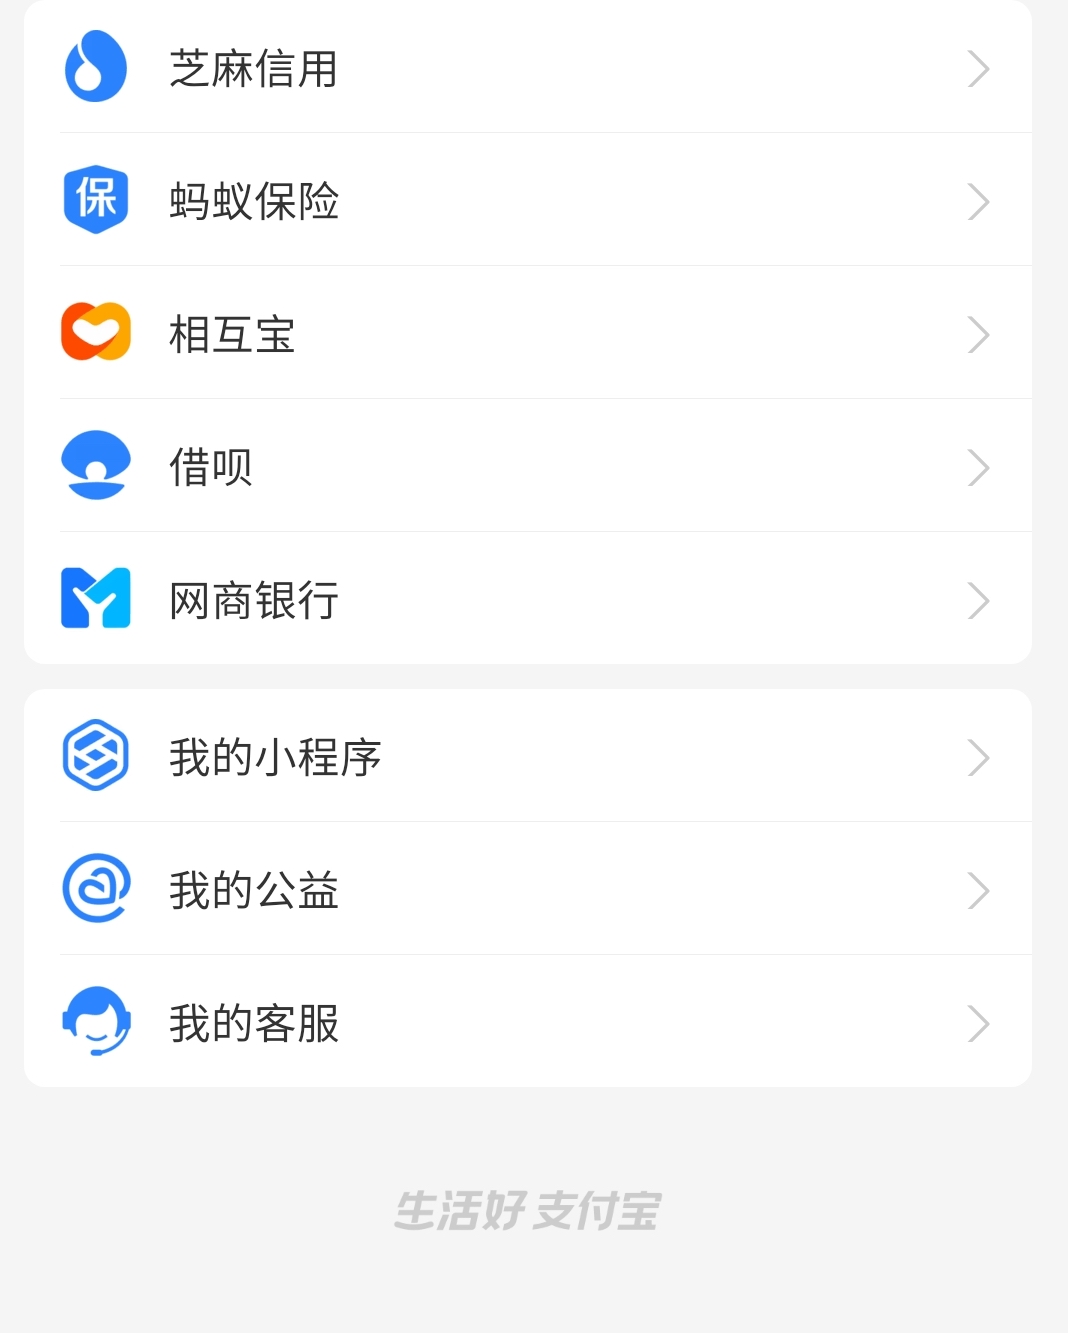 芝麻信用
保
蚂蚁保险
相互宝
借呗
网商银行
我的小程序
我的公益
我的客服
生活好 支付宝